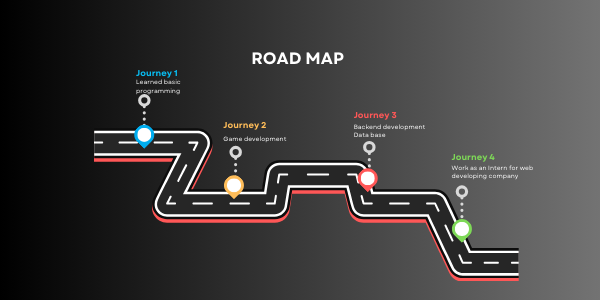 ROAD MAP
Journey 1
Learned basic
programming
Journey 2
Game development
Journey 3
Backend development
Data base
Journey 4
Work as an Intern for web
developing company